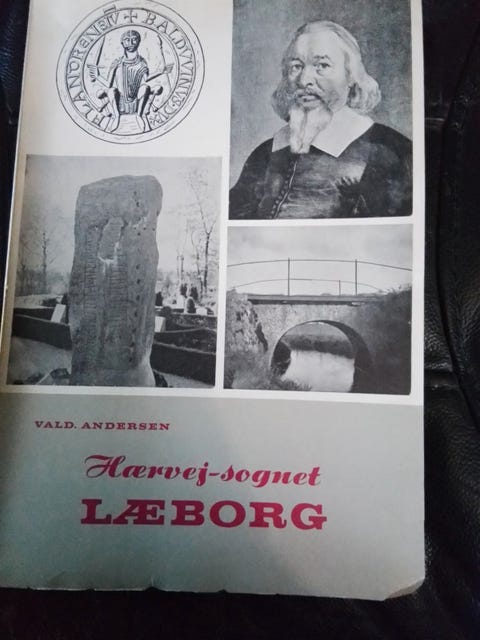 VALD. ANDERSEN
Hærvej-sognet
LÆBORG